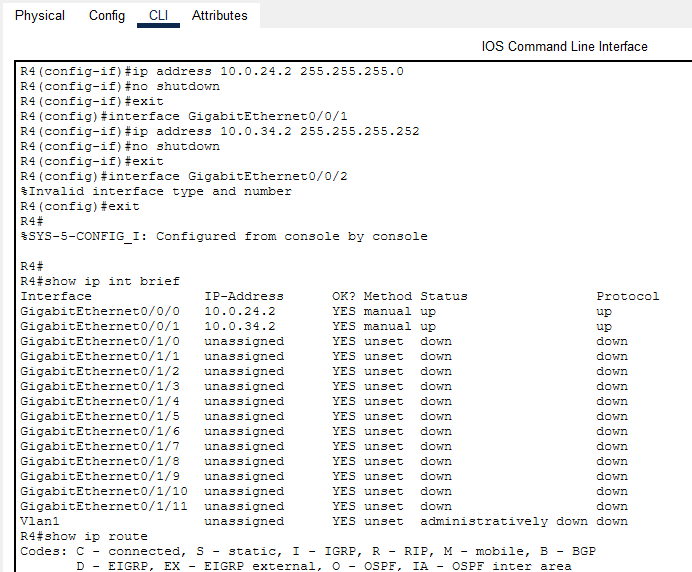 Physical Config CLI Attributes
IOS Command Line Interface
R4(config-if)#ip address 10.0.24.2 255.255.255.0
R4(config-if)#no shutdown
R4(config-if)#exit
R4(config)#interface GigabitEthernet0/0/1
R4(config-if)#ip address 10.0.34.2 255.255.255.252
R4(config-if)#no shutdown
R4(config-if)#exit
R4(config)#interface GigabitEthernet0/0/2
%Invalid interface type and number
R4(config)#exit
R4#
%SYS-5-CONFIG_I: Configured from console by console
R4#
R4#show ip int brief
Interface IP-Address OK? Method Status Protocol
GigabitEthernet0/0/0 10.0.24.2 YES manual up up
GigabitEthernet0/0/1 10.0.34.2 YES manual up up
GigabitEthernet0/1/0 unassigned YES unset down down
GigabitEthernet0/1/1 unassigned YES unset down down
GigabitEthernet0/1/2 unassigned YES unset down down
GigabitEthernet0/1/3 unassigned YES unset down down
GigabitEthernet0/1/4 unassigned YES unset down down
GigabitEthernet0/1/5 unassigned YES unset down down
GigabitEthernet0/1/6 unassigned YES unset down down
GigabitEthernet0/1/7 unassigned YES unset down down
GigabitEthernet0/1/8 unassigned YES unset down down
GigabitEthernet0/1/9 unassigned YES unset down down
GigabitEthernet0/1/10 unassigned YES unset down down
GigabitEthernet0/1/11 unassigned YES unset down down
Vlan1 unassigned YES unset administratively down down
R4#show ip route
Codes: C - connected, S - static, I - IGRP, R - RIP, M - mobile, B - BGP
D - EIGRP, EX - EIGRP external, O - OSPF, IA - OSPF inter area